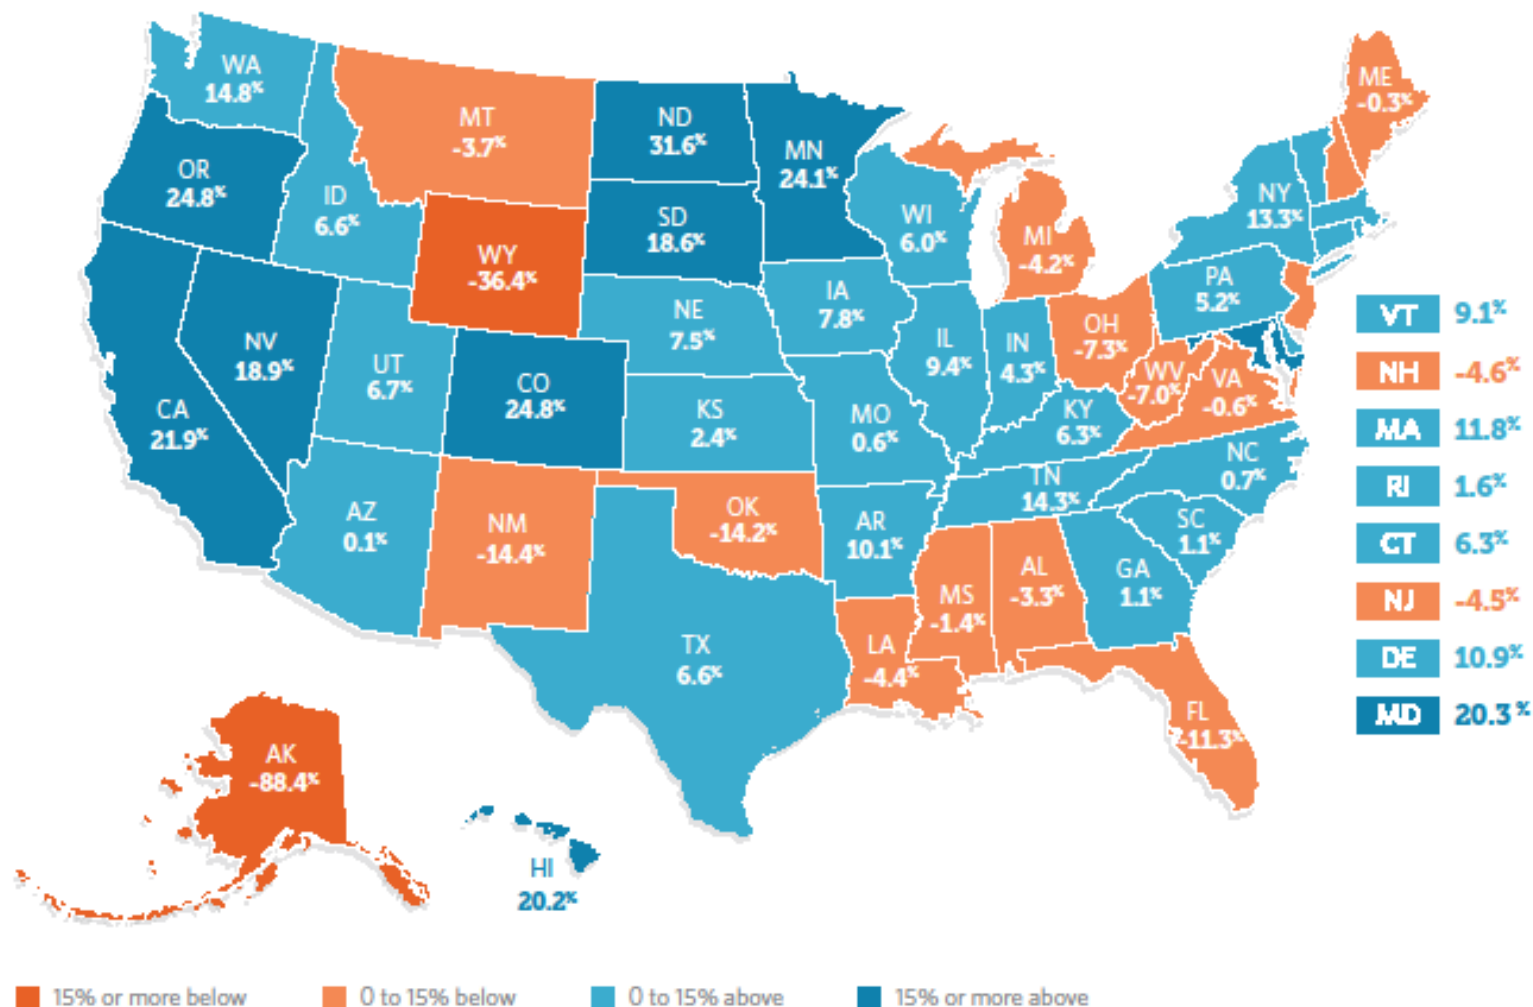 WA
14.8%
OR
24.8%
CA
21.9%
NV
18.9%
ID
6.6%
MT
-3.7%
WY
-36.4%
UT
6.7%
AZ
0.1%
CO
24.8%
NM
-14.4%
ND
31.6%
SD
18.6%
NE
7.5%
KS
2.4%
OK
-14.2%
TX
6.6%
MN
24.1%
IA
7.8%
MO
0.6%
AR
10.1%
LA
-4.4%
WI
6.0%
IL
9.4%
IN
4.3%
MI
-4.2%
OH
-7.3%
KY
6.3%
TN
14.3%
MS
-1.4%
AL
-3.3%
GA
1.1%
FL
-11.3%
SC
1.1%
NC
0.7%
VA
-0.6%
WV
-7.0%
PA
5.2%
NY
13.3%
ME
-0.3%
VT 9.1%
NH -4.6%
MA 11.8%
RI 1.6%
CT 6.3%
NJ -4.5%
DE 10.9%
MD 20.3%
AK
-88.4%
HI
20.2%
15% or more below
0 to 15% below
0 to 15% above
15% or more above